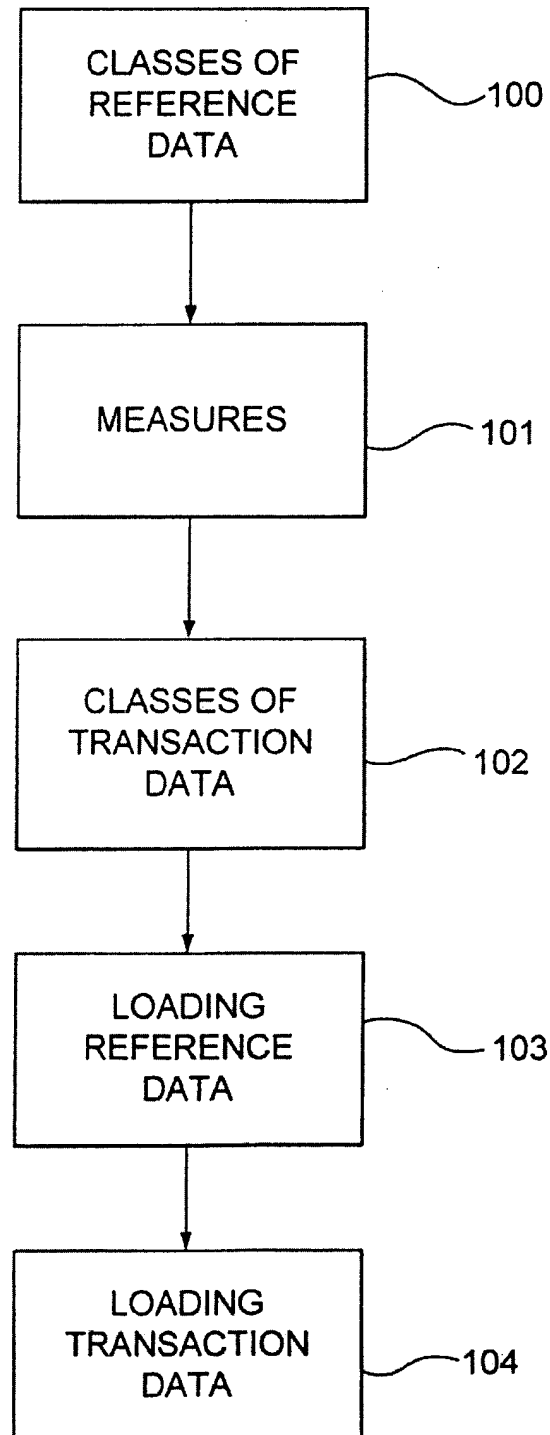 CLASSES OF
REFERENCE
DATA
100
MEASURES
101
CLASSES OF
TRANSACTION
DATA
102
LOADING
REFERENCE
DATA
103
LOADING
TRANSACTION
DATA
104